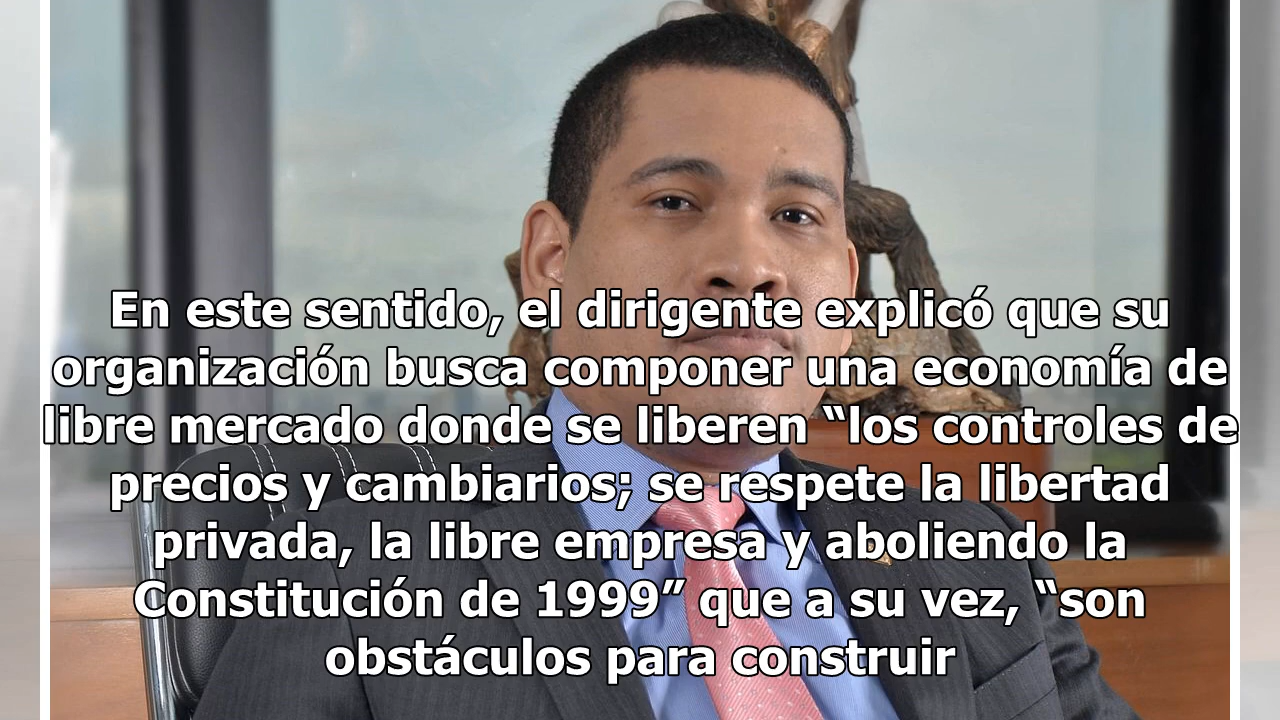 En este sentido, el dirigente explicó que su
organización busca componer una economía de
libre mercado donde se liberen “los controles de
precios y cambiarios; se respete la libertad
privada, la libre empresa y aboliendo la
Constitución de 1999” que a su vez, “son
obstáculos para construir